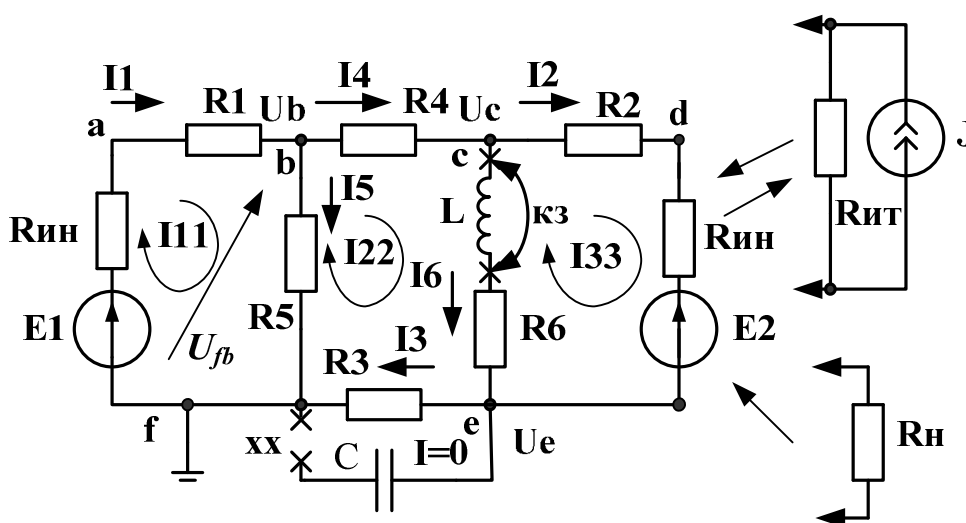 I1
R1
Ub
I4
R4
Uc
I2
R2
d
a
b
c
J
I5
L
кз
Rин
I11
I22
I33
Rин
Rит
I6
R5
E1
Ufb
R6
E2
R3
I3
f
xx
C
I=0
e
Ue
Rн